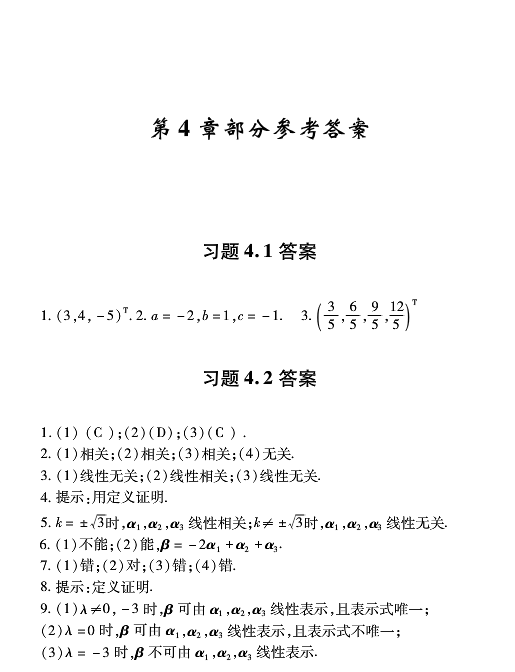 第 4 章部分参考答案
习题 4.1 答案
1. (3,4,-5)ᵀ. 2. a = -2, b = 1, c = -1. 3. (3/5, 6/5, 9/5, 12/5)ᵀ
习题 4.2 答案
1. (1) (C);(2)(D);(3)(C) .
2. (1)相关;(2)相关;(3)相关;(4)无关.
3. (1)线性无关;(2)线性相关;(3)线性无关.
4. 提示:用定义证明.
5. k = ±√3时,α₁,α₂,α₃ 线性相关;k ≠ ±√3时,α₁,α₂,α₃ 线性无关.
6. (1)不能;(2)能,β = -2α₁ + α₂ + α₃.
7. (1)错;(2)对;(3)错;(4)错.
8. 提示:定义证明.
9. (1)λ≠0, -3 时,β 可由 α₁,α₂,α₃ 线性表示,且表示式唯一;
(2)λ = 0 时,β 可由 α₁,α₂,α₃ 线性表示,且表示式不唯一;
(3)λ = -3 时,β 不可由 α₁,α₂,α₃ 线性表示.